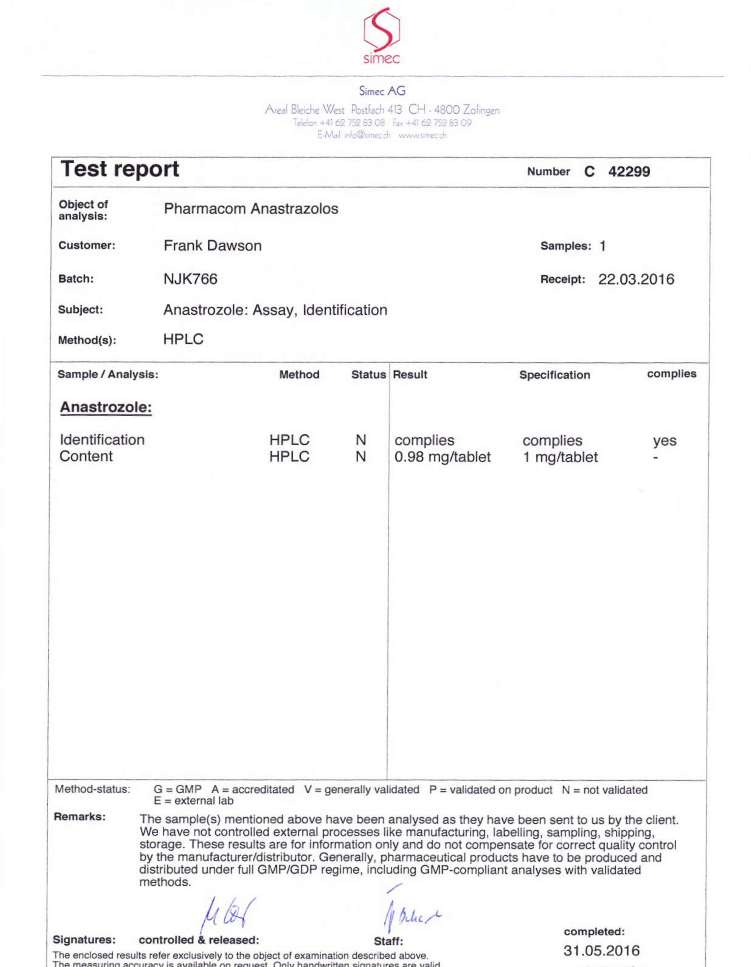 simec
Simec AG
Areal Bleiche West Postfach 413 CH - 4800 Zofingen
Telefon +41 62 752 83 08 Fax +41 62 752 83 09
E-Mail info@simec.ch www.simec.ch
Test report Number C 42299
Object of analysis: Pharmacom Anastrazolos
Customer: Frank Dawson Samples: 1
Batch: NJK766 Receipt: 22.03.2016
Subject: Anastrozole: Assay, Identification
Method(s): HPLC
Sample / Analysis: Method Status Result Specification complies
Anastrozole:
Identification HPLC N complies complies yes
Content HPLC N 0.98 mg/tablet 1 mg/tablet -
Method-status: G = GMP A = accreditated V = generally validated P = validated on product N = not validated
E = external lab
Remarks: The sample(s) mentioned above have been analysed as they have been sent to us by the client.
We have not controlled external processes like manufacturing, labelling, sampling, shipping,
storage. These results are for information only and do not compensate for correct quality control
by the manufacturer/distributor. Generally, pharmaceutical products have to be produced and
distributed under full GMP/GDP regime, including GMP-compliant analyses with validated
methods.
Signatures: controlled & released: Staff: completed:
31.05.2016
The enclosed results refer exclusively to the object of examination described above.
The measuring accuracy is available on request. Only handwritten signatures are valid.